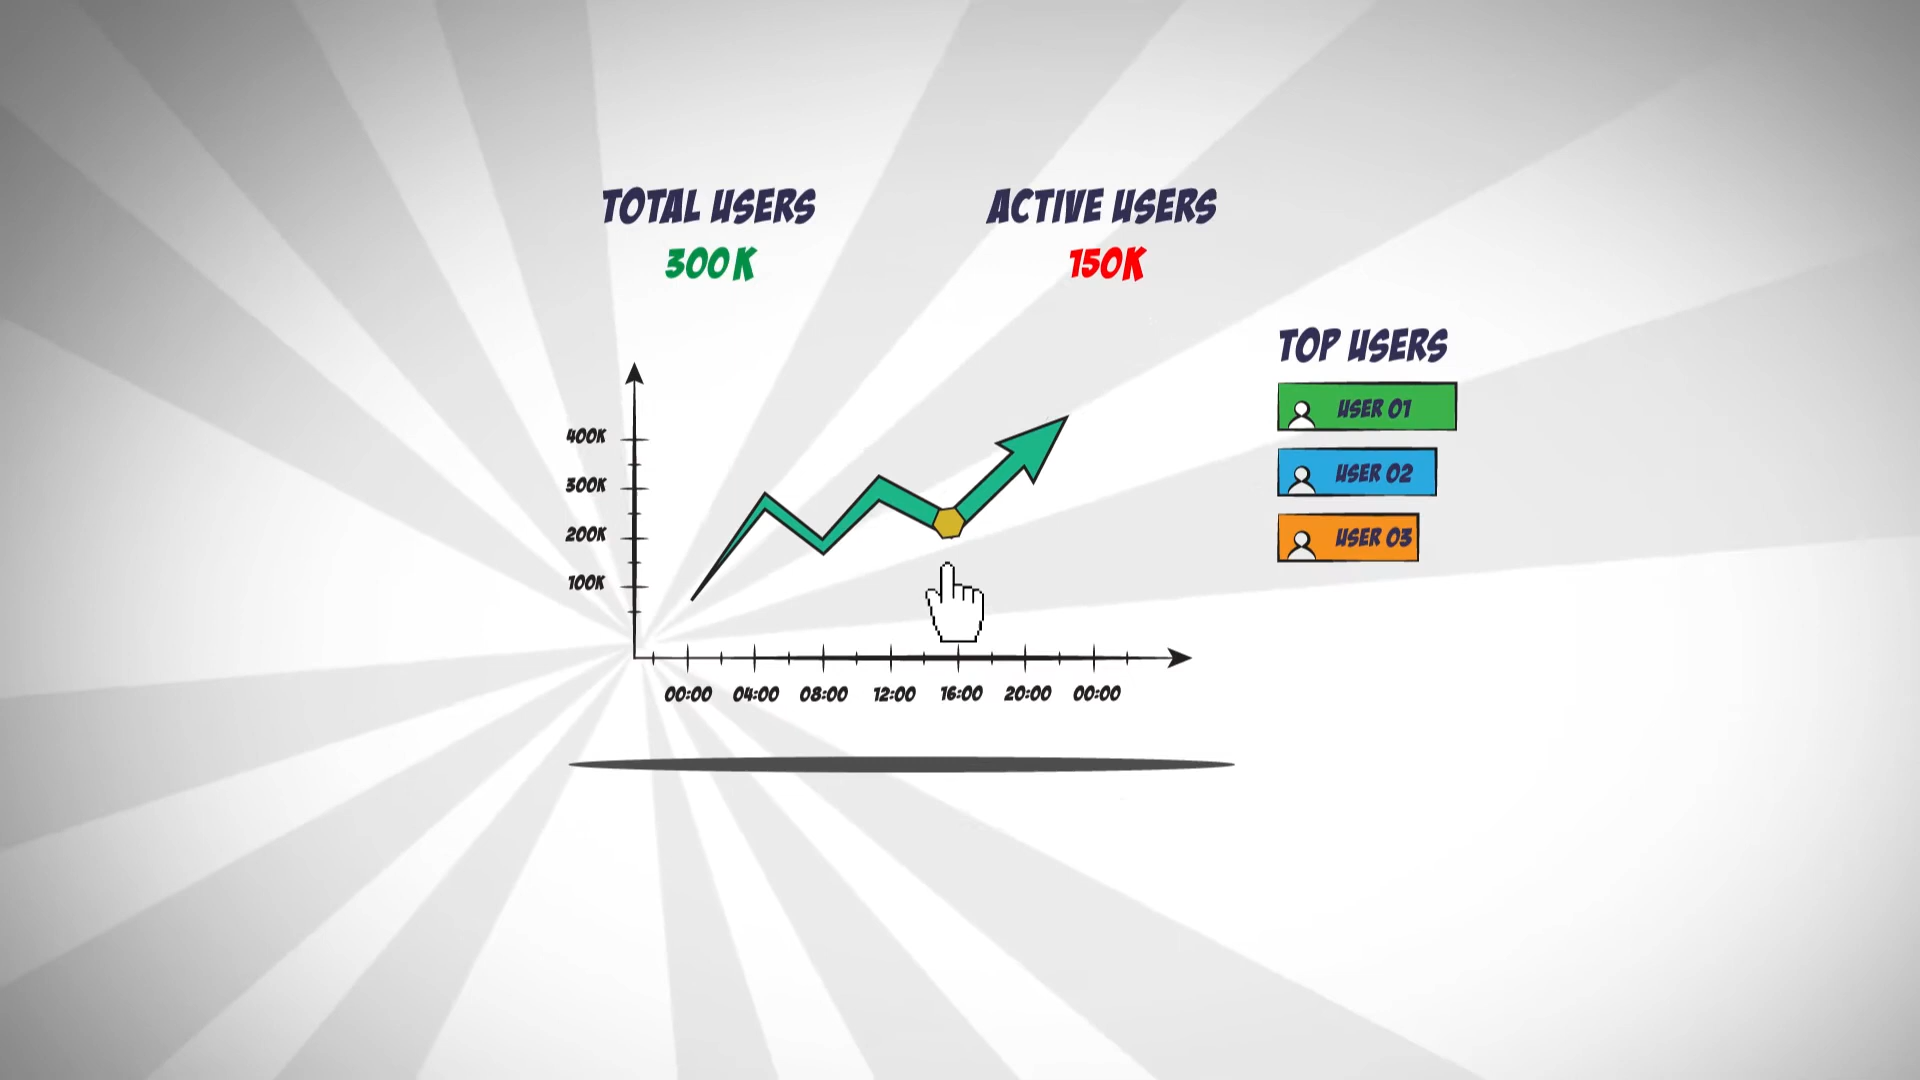 TOTAL USERS
300K
ACTIVE USERS
150K
TOP USERS
USER 01
USER 02
USER 03
400K
300K
200K
100K
00:00 04:00 08:00 12:00 16:00 20:00 00:00